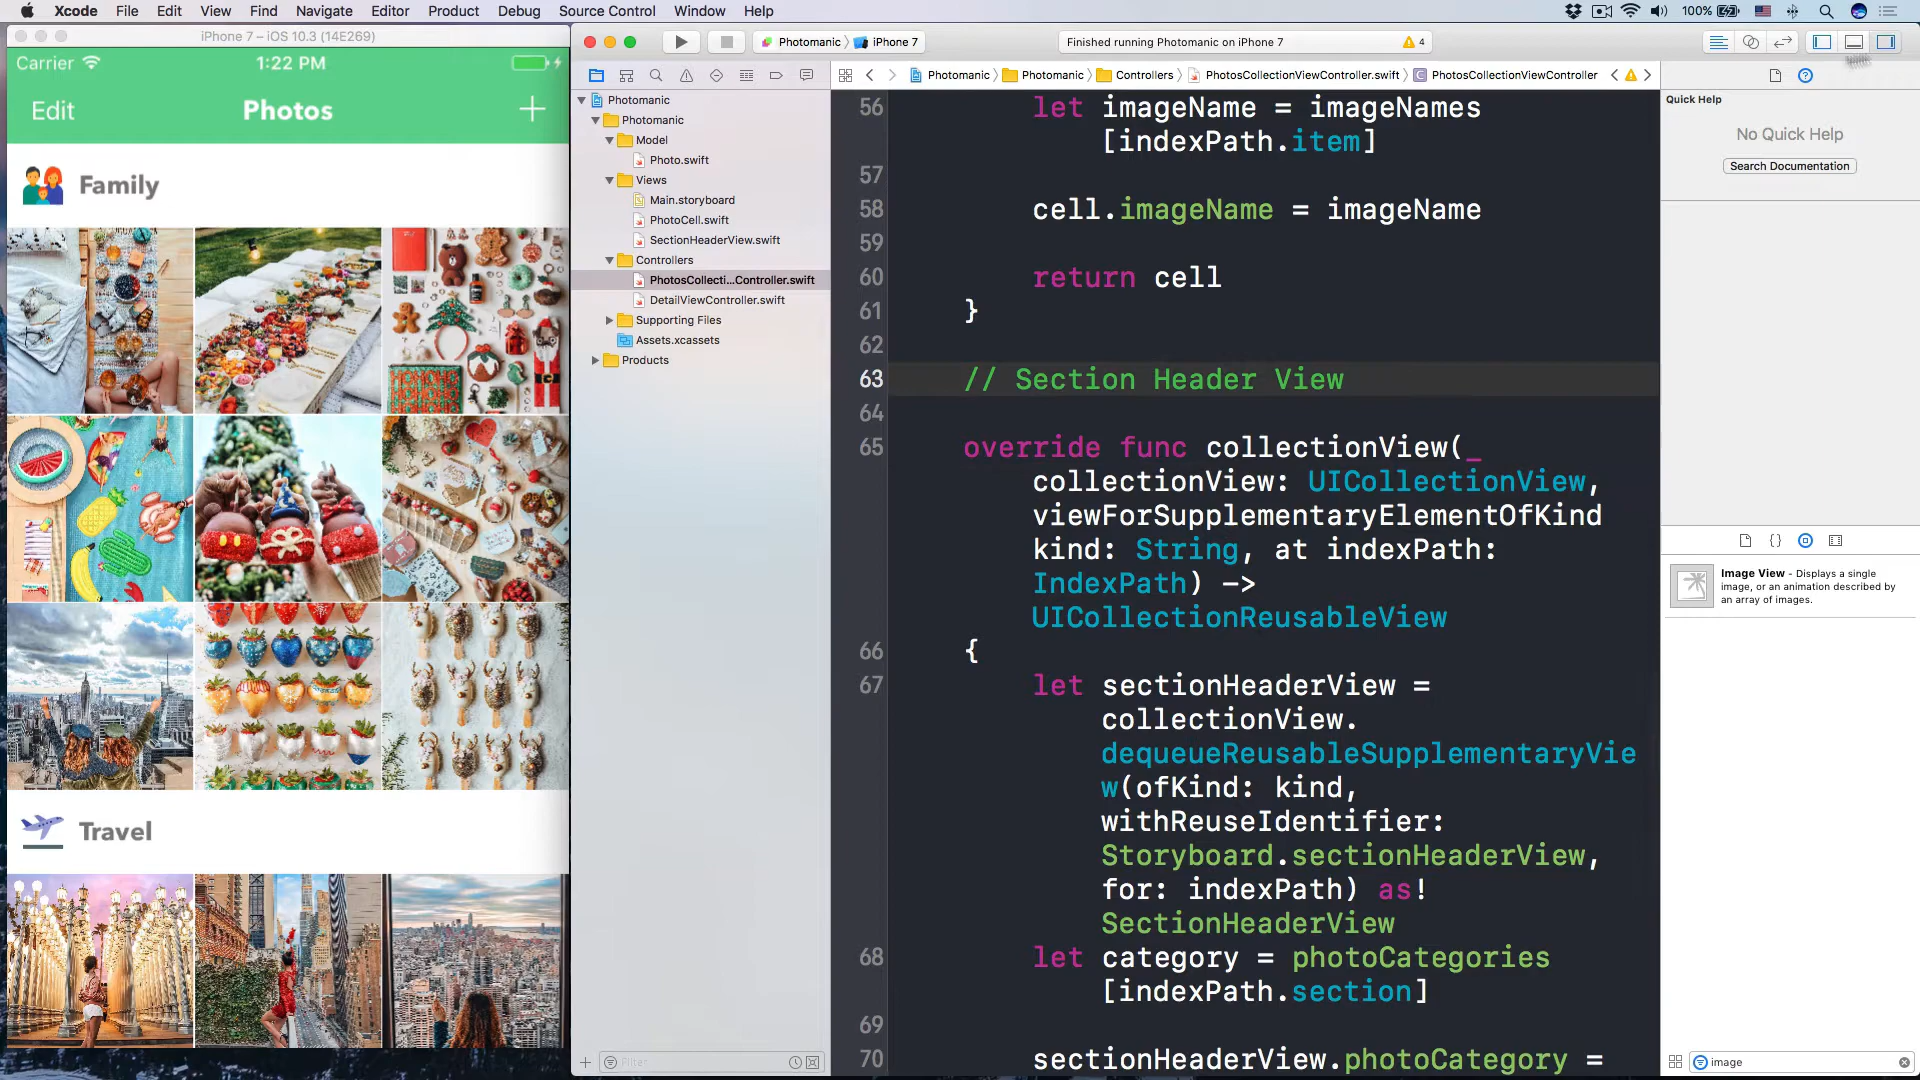 Xcode File Edit View Find Navigate Editor Product Debug Source Control Window Help 100%
iPhone 7 – iOS 10.3 (14E269)
Carrier 1:22 PM
Edit Photos +
Family
Travel
Photomanic iPhone 7
Finished running Photomanic on iPhone 7 4
Photomanic Photomanic Controllers PhotosCollectionViewController.swift PhotosCollectionViewController
Photomanic
Photomanic
Model
Photo.swift
Views
Main.storyboard
PhotoCell.swift
SectionHeaderView.swift
Controllers
PhotosCollecti...Controller.swift
DetailViewController.swift
Supporting Files
Assets.xcassets
Products
Filter
56 let imageName = imageNames
[indexPath.item]
57
58 cell.imageName = imageName
59
60 return cell
61 }
62
63 // Section Header View
64
65 override func collectionView(_
collectionView: UICollectionView,
viewForSupplementaryElementOfKind
kind: String, at indexPath:
IndexPath) ->
UICollectionReusableView
66 {
67 let sectionHeaderView =
collectionView.
dequeueReusableSupplementaryVie
w(ofKind: kind,
withReuseIdentifier:
Storyboard.sectionHeaderView,
for: indexPath) as!
SectionHeaderView
68 let category = photoCategories
[indexPath.section]
69
70 sectionHeaderView.photoCategory =
Quick Help
No Quick Help
Search Documentation
Image View - Displays a single
image, or an animation described by
an array of images.
image